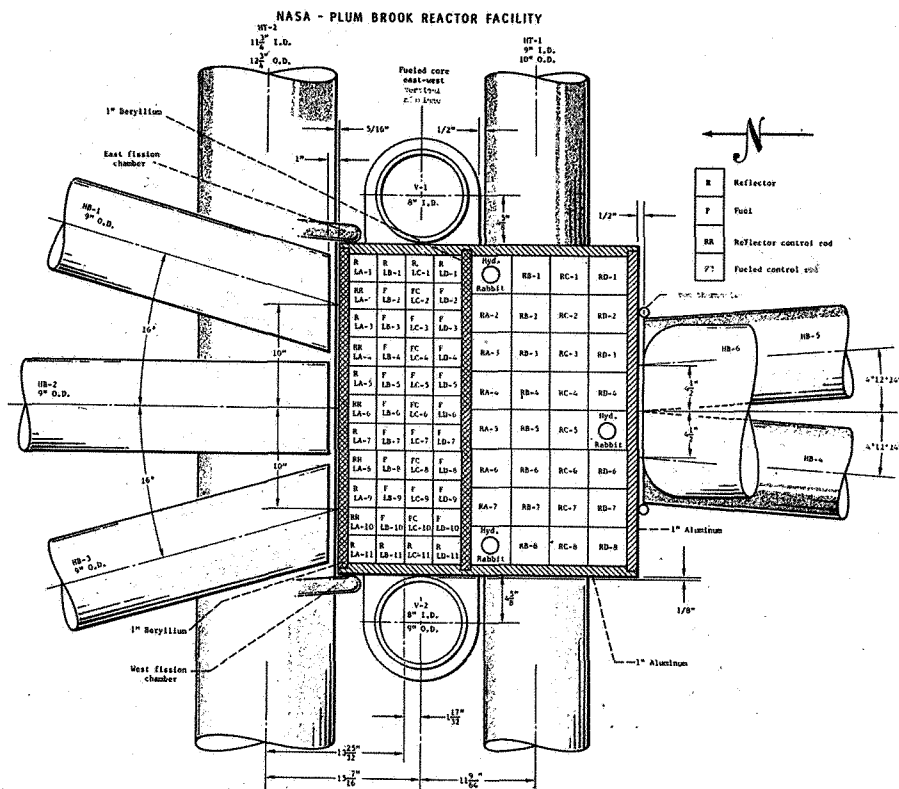 NASA - PLUM BROOK REACTOR FACILITY
HT-2
11 3/4" I.D.
12 3/4" O.D.
HT-1
9" I.D.
10" O.D.
Fueled core
east-west
vertical
1" Beryllium
5/16"
1/2"
East fission
chamber
1"
V-1
8" I.D.
N
R Reflector
F Fuel
RR Reflector control rod
Fueled control rod
1/2"
HB-1
9" O.D.
R LA-1
R LB-1
R LC-1
R LD-1
Hyd.
Rabbit
RB-1
RC-1
RD-1
RR
F LB-2
FC LC-2
F LD-2
RA-2
RB-2
RC-2
RD-2
R LA-3
F LB-3
F LC-3
F LD-3
RA-3
RB-3
RC-3
RD-3
RR LA-4
F LB-4
FC LC-4
F LD-4
RA-4
RB-4
RC-4
RD-4
R LA-5
F LB-5
F LC-5
F LD-5
RR LA-6
F LB-6
FC LC-6
F LD-6
RB-5
RC-5
Hyd.
Rabbit
R LA-7
F LB-7
F LC-7
F LD-7
RR LA-8
F LB-8
FC LC-8
F LD-8
RA-6
RB-6
RC-6
RD-6
R LA-9
F LB-9
F LC-9
F LD-9
RA-7
RB-7
RC-7
RD-7
RR LA-10
F LB-10
FC LC-10
F LD-10
R LA-11
R LB-11
R LC-11
R LD-11
Hyd.
Rabbit
RB-8
RC-8
RD-8
16°
10"
HB-2
9" O.D.
16°
10"
HB-3
9" O.D.
HB-6
HB-5
HB-4
4 1/2"
4 1/2"
4°12'24"
4°12'24"
1" Aluminum
1/8"
1" Beryllium
V-2
8" I.D.
9" O.D.
West fission
chamber
1" Aluminum
1 17/32"
13 25/32"
15 7/16"
11 9/64"